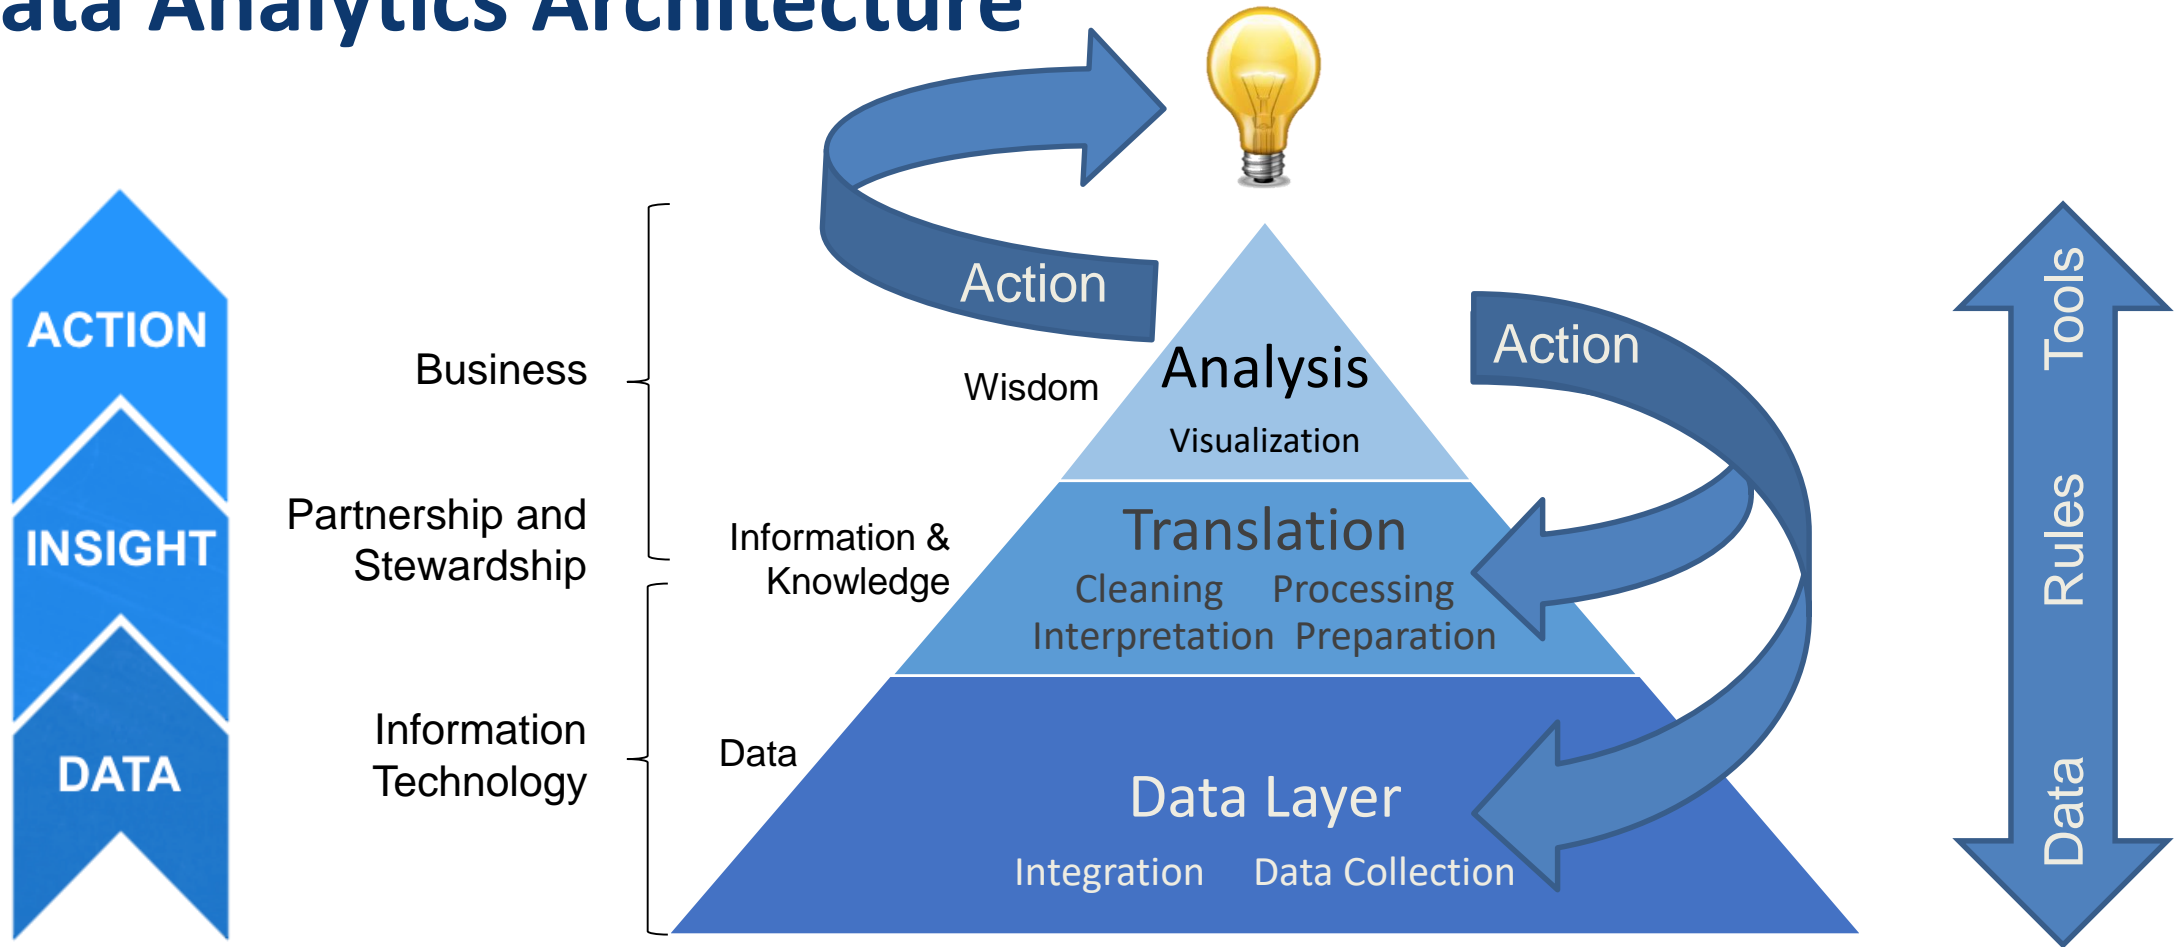 ata Analytics Architecture
ACTION
INSIGHT
DATA
Business
Partnership and
Stewardship
Information
Technology
Wisdom
Information &
Knowledge
Data
Action
Action
Analysis
Visualization
Translation
Cleaning Processing
Interpretation Preparation
Data Layer
Integration Data Collection
Tools
Rules
Data